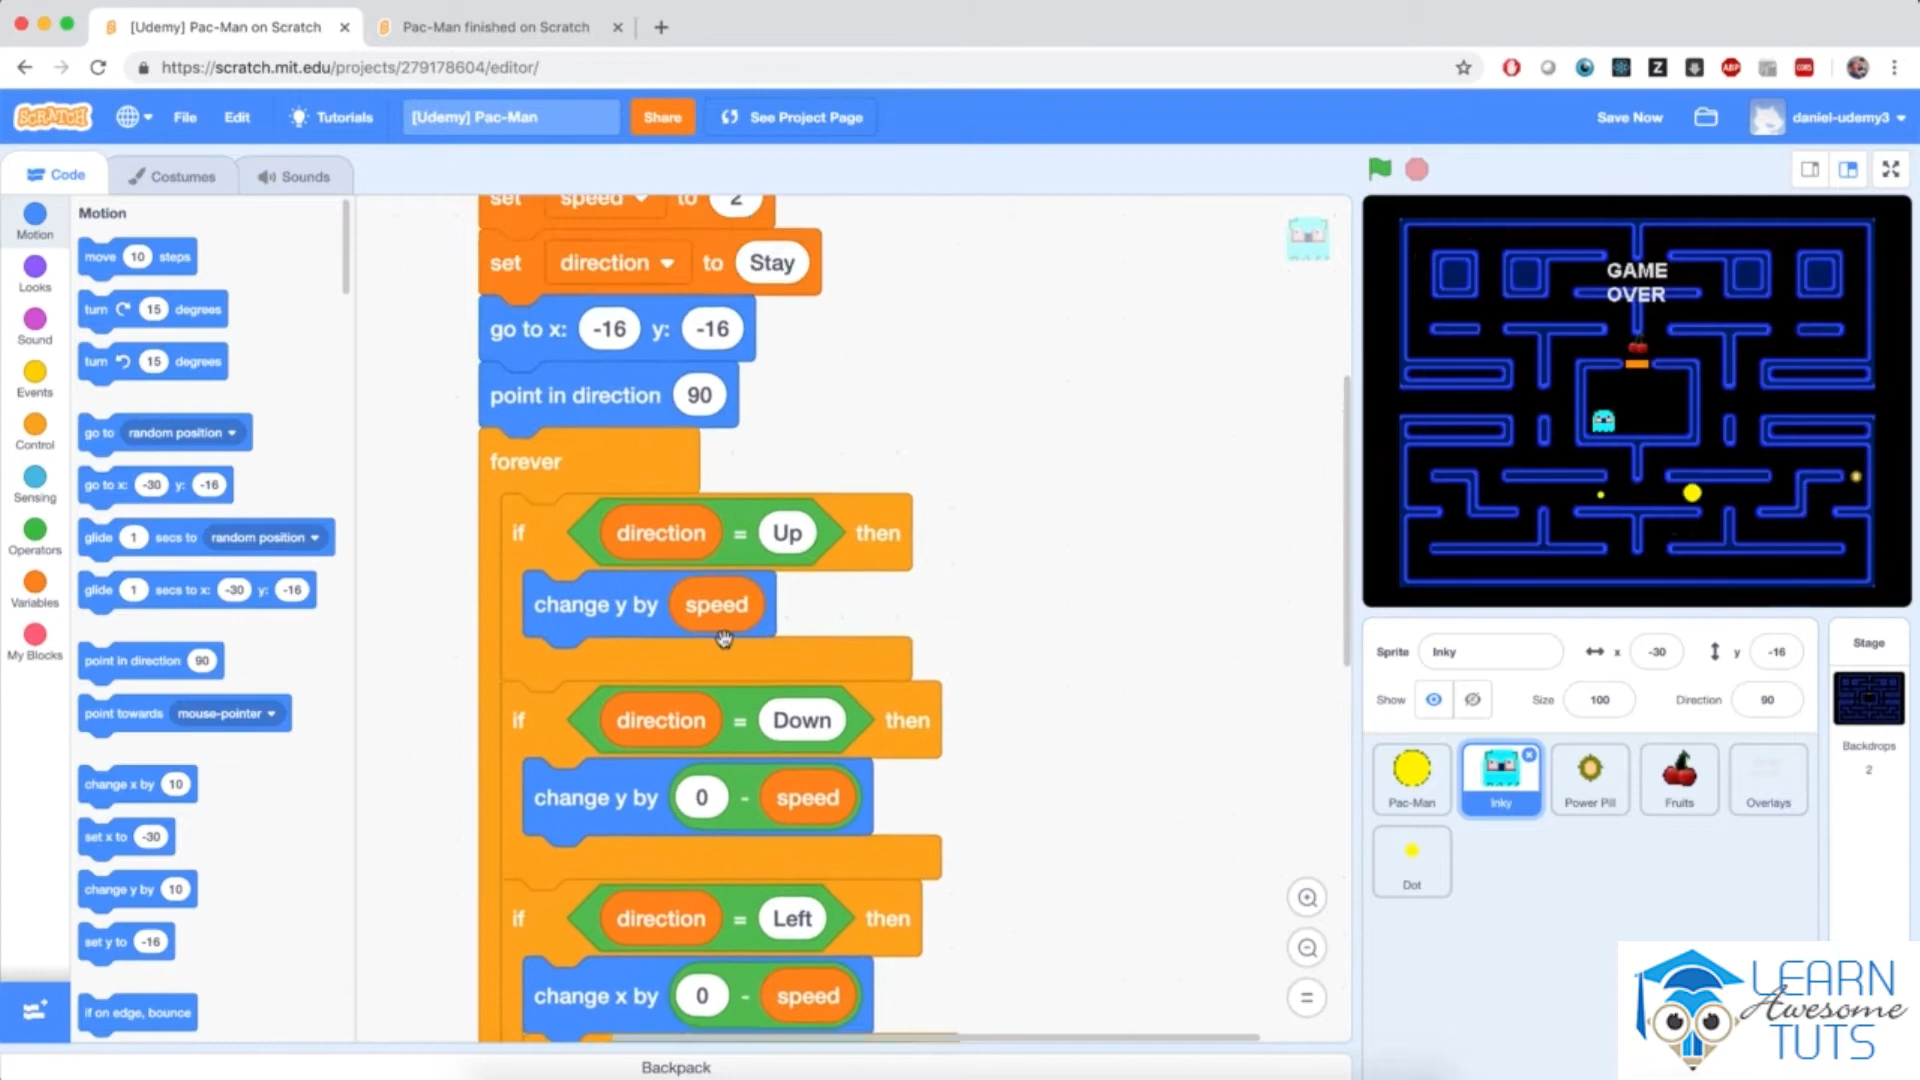 [Udemy] Pac-Man on Scratch
Pac-Man finished on Scratch
https://scratch.mit.edu/projects/279178604/editor/
ABP
CORS
SCRATCH
File
Edit
Tutorials
[Udemy] Pac-Man
Share
See Project Page
Save Now
daniel-udemy3
Code
Costumes
Sounds
Motion
Looks
Sound
Events
Control
Sensing
Operators
Variables
My Blocks
Motion
move 10 steps
turn 15 degrees
turn 15 degrees
go to random position
go to x: -30 y: -16
glide 1 secs to random position
glide 1 secs to x: -30 y: -16
point in direction 90
point towards mouse-pointer
change x by 10
set x to -30
change y by 10
set y to -16
if on edge, bounce
set speed to 2
set direction to Stay
go to x: -16 y: -16
point in direction 90
forever
if direction = Up then
change y by speed
if direction = Down then
change y by 0 - speed
if direction = Left then
change x by 0 - speed
Backpack
GAME
OVER
Sprite Inky x -30 y -16
Show Size 100 Direction 90
Pac-Man
Inky
Power Pill
Fruits
Overlays
Dot
Stage
Backdrops
2
LEARN
Awesome
TUTS